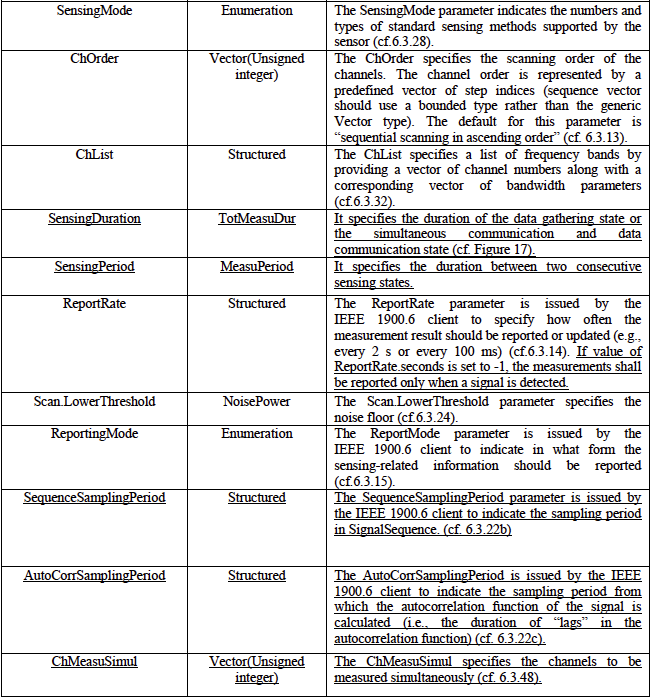 SensingMode Enumeration The SensingMode parameter indicates the numbers and
types of standard sensing methods supported by the
sensor (cf.6.3.28).
ChOrder Vector(Unsigned The ChOrder specifies the scanning order of the
integer) channels. The channel order is represented by a
predefined vector of step indices (sequence vector
should use a bounded type rather than the generic
Vector type). The default for this parameter is
“sequential scanning in ascending order” (cf. 6.3.13).
ChList Structured The ChList specifies a list of frequency bands by
providing a vector of channel numbers along with a
corresponding vector of bandwidth parameters
(cf.6.3.32).
SensingDuration TotMeasuDur It specifies the duration of the data gathering state or
the simultaneous communication and data
communication state (cf. Figure 17).
SensingPeriod MeasuPeriod It specifies the duration between two consecutive
sensing states.
ReportRate Structured The ReportRate parameter is issued by the
IEEE 1900.6 client to specify how often the
measurement result should be reported or updated (e.g.,
every 2 s or every 100 ms) (cf.6.3.14). If value of
ReportRate.seconds is set to -1, the measurements shall
be reported only when a signal is detected.
Scan.LowerThreshold NoisePower The Scan.LowerThreshold parameter specifies the
noise floor (cf.6.3.24).
ReportingMode Enumeration The ReportMode parameter is issued by the
IEEE 1900.6 client to indicate in what form the
sensing-related information should be reported
(cf.6.3.15).
SequenceSamplingPeriod Structured The SequenceSamplingPeriod parameter is issued by
the IEEE 1900.6 client to indicate the sampling period
in SignalSequence. (cf. 6.3.22b)
AutoCorrSamplingPeriod Structured The AutoCorrSamplingPeriod is issued by the IEEE
1900.6 client to indicate the sampling period from
which the autocorrelation function of the signal is
calculated (i.e., the duration of “lags” in the
autocorrelation function) (cf. 6.3.22c).
ChMeasuSimul Vector(Unsigned The ChMeasuSimul specifies the channels to be
integer) measured simultaneously (cf. 6.3.48).